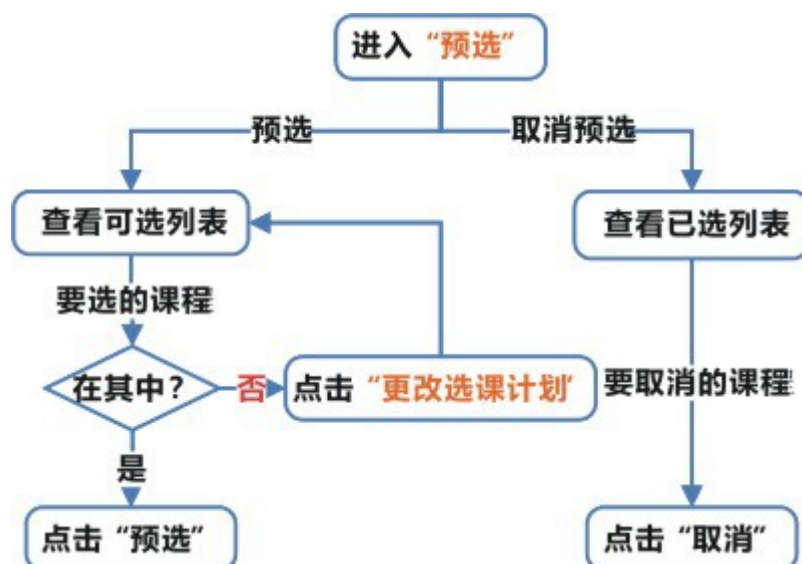 进入“预选”
预选
取消预选
查看可选列表
查看已选列表
要选的课程
在其中？
否
点击“更改选课计划”
要取消的课程
是
点击“预选”
点击“取消”